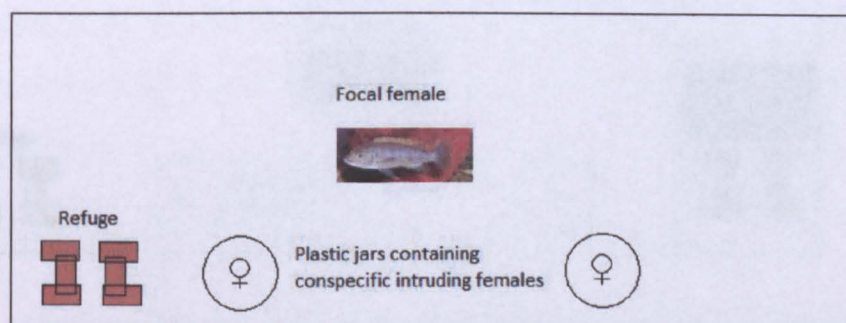 Focal female
Refuge
Plastic jars containing
conspecific intruding females
♀
♀